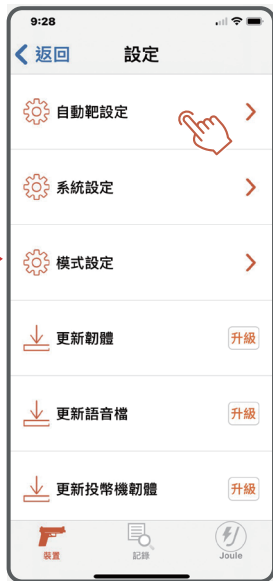 9:28
返回 設定
自動靶設定
系統設定
模式設定
更新韌體 升級
更新語音檔 升級
更新投幣機韌體 升級
裝置 記錄 Joule